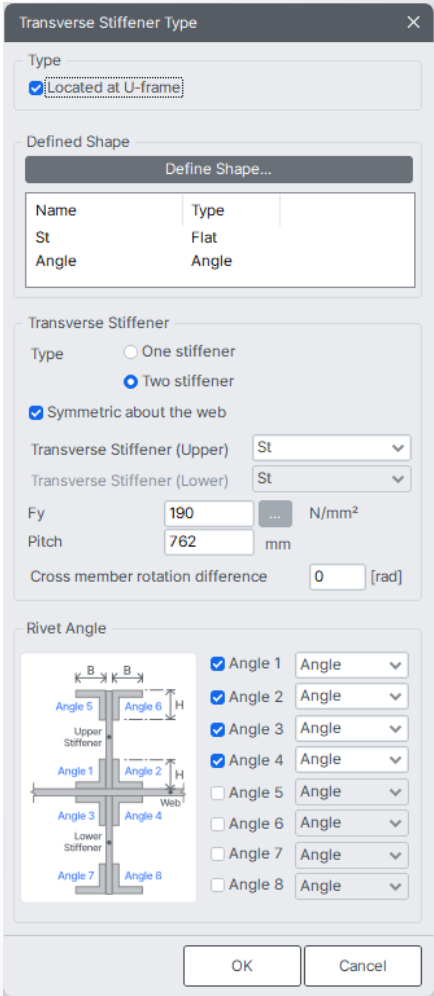 Transverse Stiffener Type
Type
Located at U-frame
Defined Shape
Define Shape...
Name Type
St Flat
Angle Angle
Transverse Stiffener
Type One stiffener
Two stiffener
Symmetric about the web
Transverse Stiffener (Upper) St
Transverse Stiffener (Lower) St
Fy 190 ... N/mm²
Pitch 762 mm
Cross member rotation difference 0 [rad]
Rivet Angle
B B
Angle 5 Angle 6 H
Upper
Stiffener
Angle 1 Angle 2 H
Web
Angle 3 Angle 4
Lower
Stiffener
Angle 7 Angle 8
Angle 1 Angle
Angle 2 Angle
Angle 3 Angle
Angle 4 Angle
Angle 5 Angle
Angle 6 Angle
Angle 7 Angle
Angle 8 Angle
OK Cancel